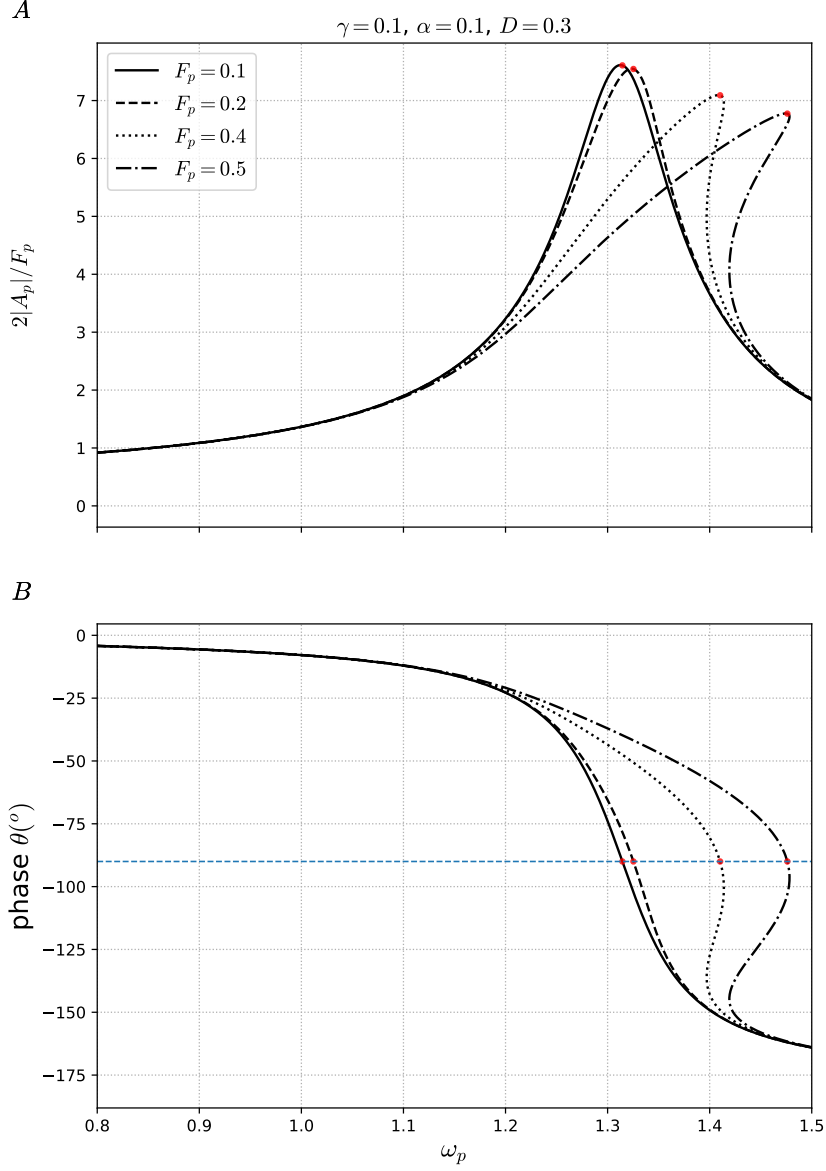 A
γ = 0.1, α = 0.1, D = 0.3
F_p = 0.1
F_p = 0.2
F_p = 0.4
F_p = 0.5
2|A_p|/F_p
7
6
5
4
3
2
1
0
B
phase θ(°)
0
−25
−50
−75
−100
−125
−150
−175
0.8 0.9 1.0 1.1 1.2 1.3 1.4 1.5
ω_p